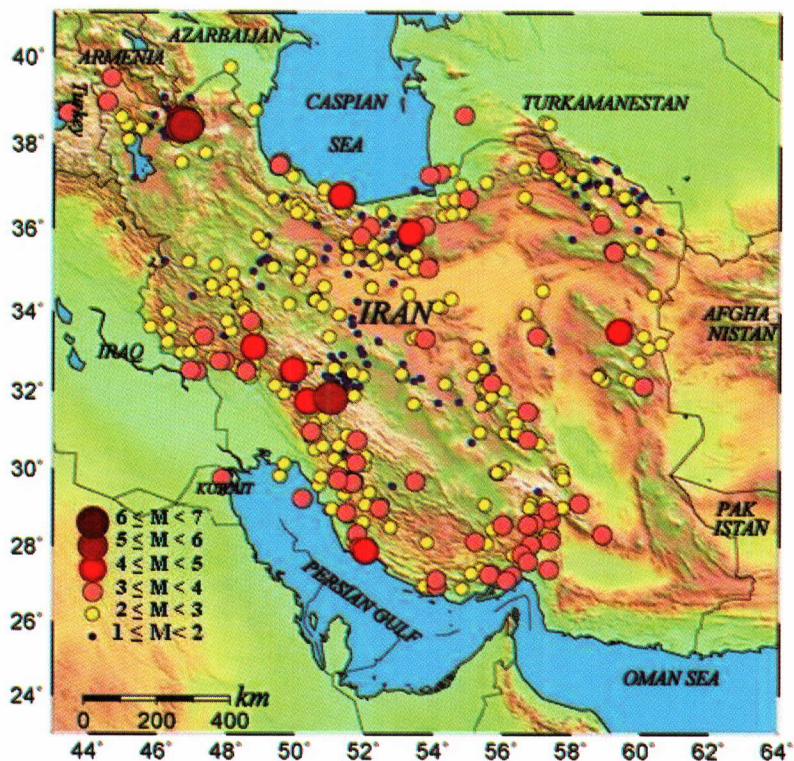 40°
38°
36°
34°
32°
30°
28°
26°
24°
AZARBAIJAN
ARMENIA
Turkey
CASPIAN
SEA
TURKAMANESTAN
IRAN
AFGHA
NISTAN
IRAQ
KUWAIT
PAK
ISTAN
PERSIAN GULF
OMAN SEA
6 ≤ M < 7
5 ≤ M < 6
4 ≤ M < 5
3 ≤ M < 4
2 ≤ M < 3
1 ≤ M < 2
km
0 200 400
44° 46° 48° 50° 52° 54° 56° 58° 60° 62° 64°